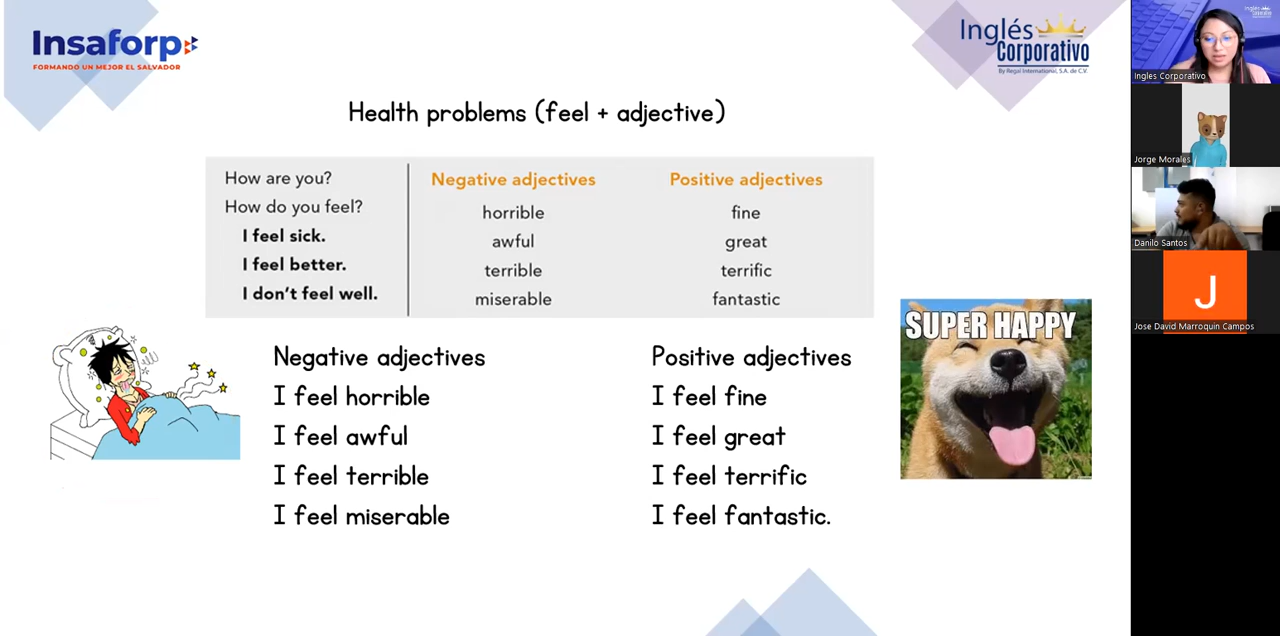 Insaforp
FORMANDO UN MEJOR EL SALVADOR
Inglés
Corporativo
By Regal International, S.A. de C.V.
Health problems (feel + adjective)
How are you?
How do you feel?
I feel sick.
I feel better.
I don't feel well.
Negative adjectives
horrible
awful
terrible
miserable
Positive adjectives
fine
great
terrific
fantastic
Negative adjectives
I feel horrible
I feel awful
I feel terrible
I feel miserable
Positive adjectives
I feel fine
I feel great
I feel terrific
I feel fantastic.
SUPER HAPPY
Ingles Corporativo
Jorge Morales
Danilo Santos
J
Jose David Marroquin Campos